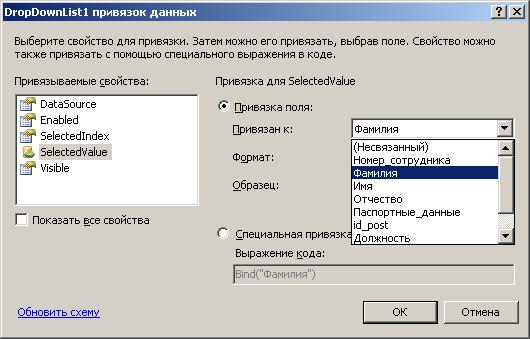 DropDownList1 привязок данных
Выберите свойство для привязки. Затем можно его привязать, выбрав поле. Свойство можно
также привязать с помощью специального выражения в коде.
Привязываемые свойства:
DataSource
Enabled
SelectedIndex
SelectedValue
Visible
Показать все свойства
Привязка для SelectedValue
Привязка поля:
Привязан к:
Фамилия
Формат:
Образец:
(Несвязанный)
Номер_сотрудника
Фамилия
Имя
Отчество
Паспортные_данные
id_post
Должность
Специальная привязка
Выражение кода:
Bind("Фамилия")
Обновить схему
OK
Отмена